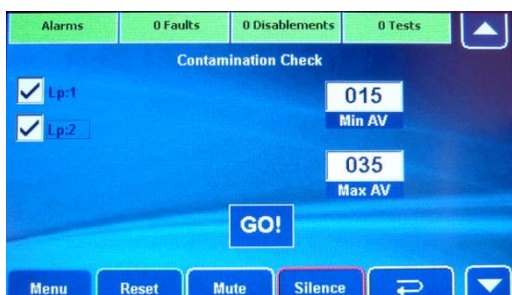 Alarms
0 Faults
0 Disablements
0 Tests
Contamination Check
Lp:1
015
Min AV
Lp:2
035
Max AV
GO!
Menu
Reset
Mute
Silence